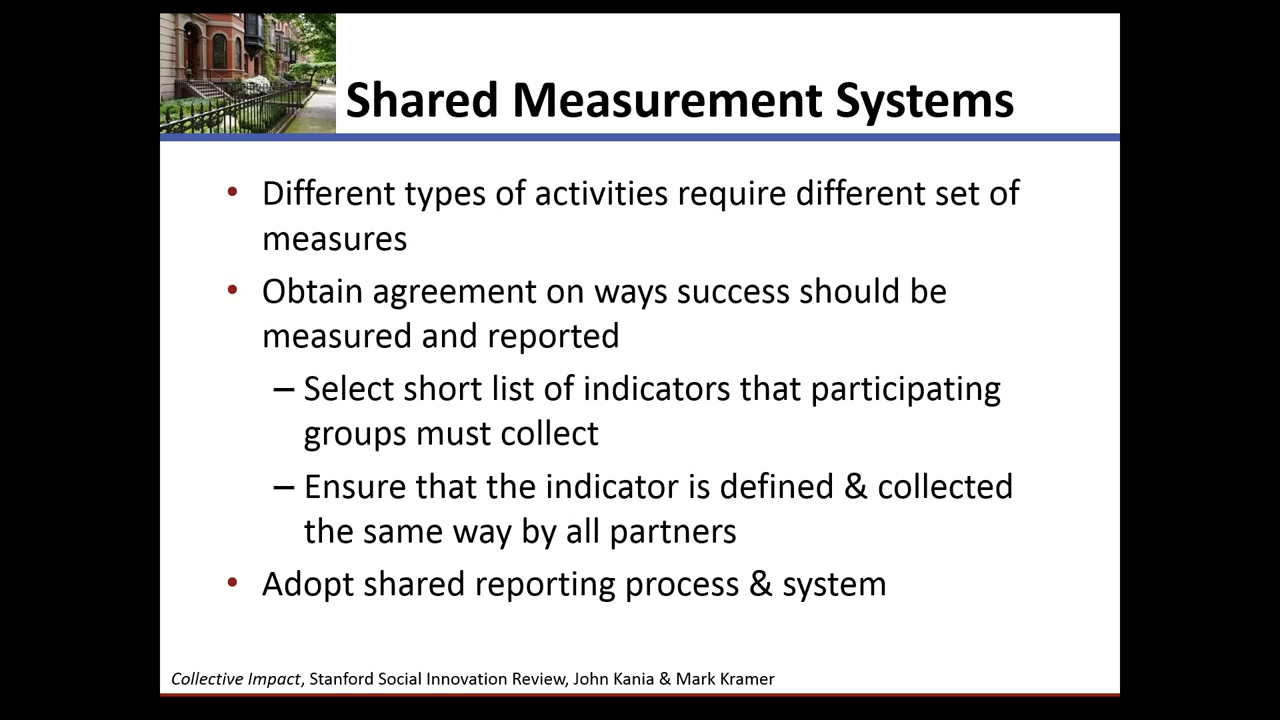 Shared Measurement Systems
• Different types of activities require different set of
measures
• Obtain agreement on ways success should be
measured and reported
– Select short list of indicators that participating
groups must collect
– Ensure that the indicator is defined & collected
the same way by all partners
• Adopt shared reporting process & system
Collective Impact, Stanford Social Innovation Review, John Kania & Mark Kramer